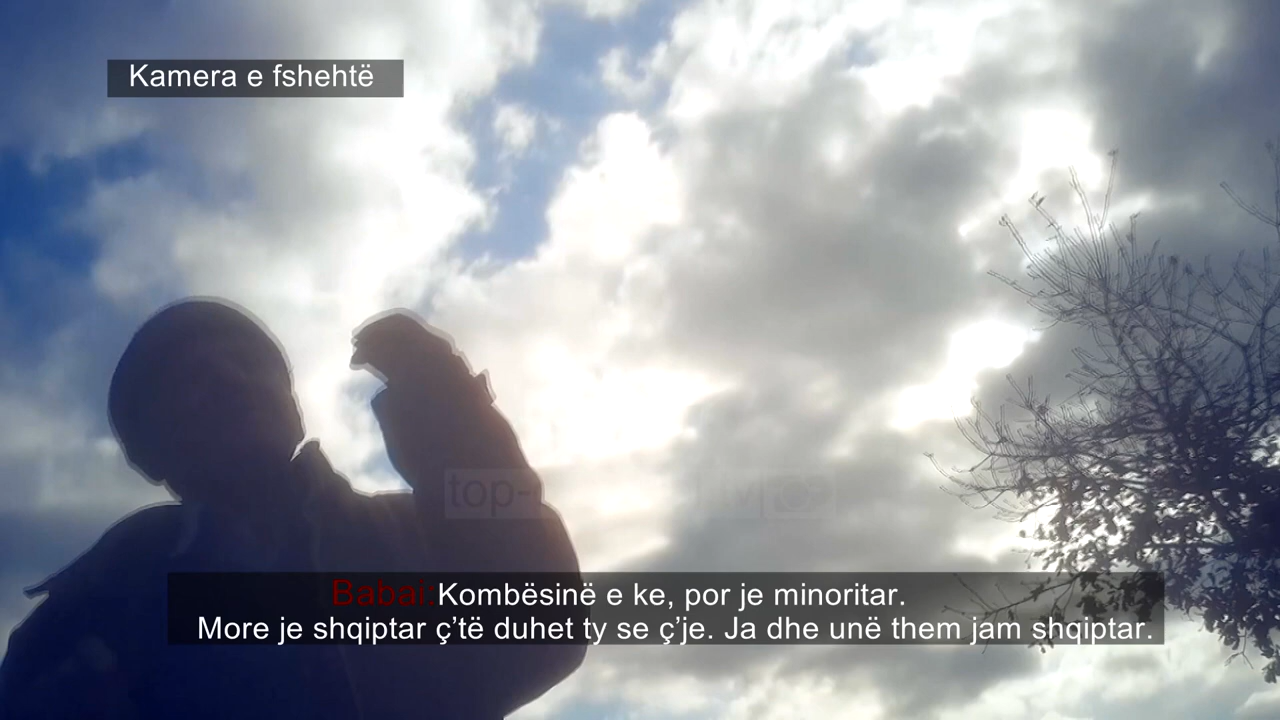 Kamera e fshehtë
top-
Babai:Kombësinë e ke, por je minoritar.
More je shqiptar ç’të duhet ty se ç’je. Ja dhe unë them jam shqiptar.